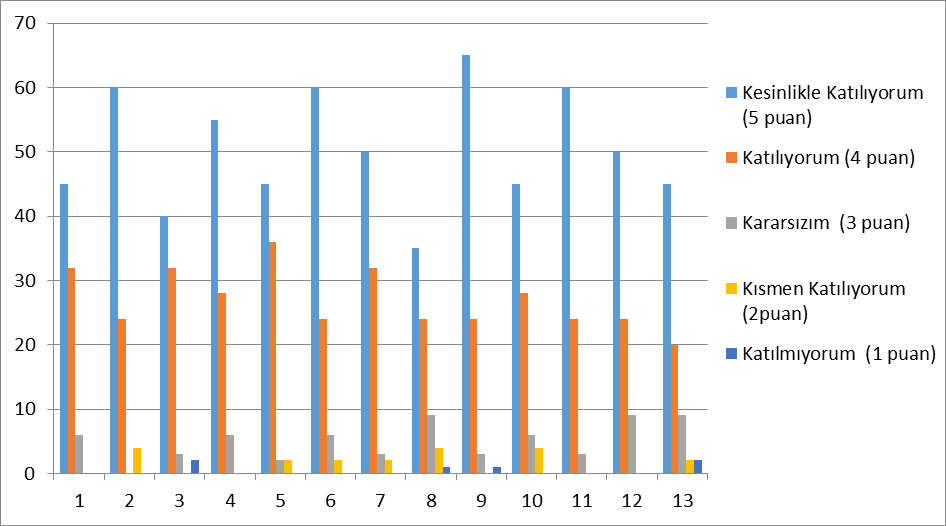 70
60
50
40
30
20
10
0
1 2 3 4 5 6 7 8 9 10 11 12 13
Kesinlikle Katılıyorum
(5 puan)
Katılıyorum (4 puan)
Kararsızım  (3 puan)
Kısmen Katılıyorum
(2puan)
Katılmıyorum  (1 puan)